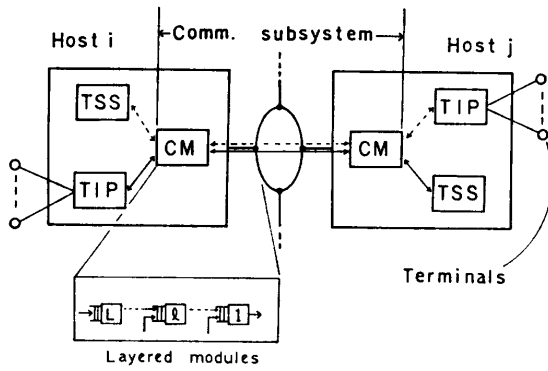 Host i
Comm. subsystem
Host j
TSS
TIP
CM
CM
TIP
TSS
Terminals
L
ℓ
1
Layered modules